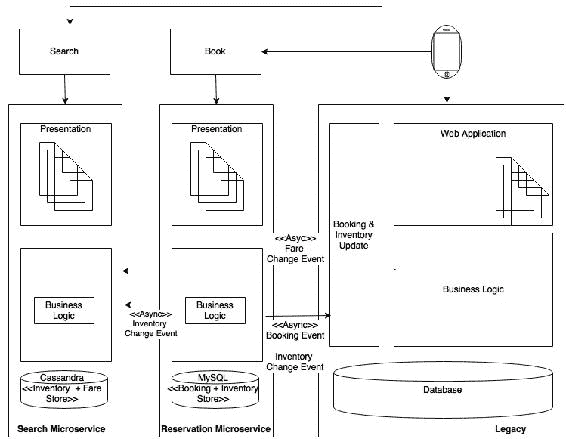 Search
Book
Presentation
Presentation
Web Application
<<Asyc>>
Fare
Change Event
Booking &
Inventory
Update
Business
Logic
<<Async>>
Inventory
Change Event
Business
Logic
<<Async>>
Booking Event
Business Logic
Inventory
Change Event
Cassandra
<<Inventory + Fare
Store>>
MySQL
<<Booking + Inventory
Store>>
Database
Search Microservice
Reservation Microservice
Legacy